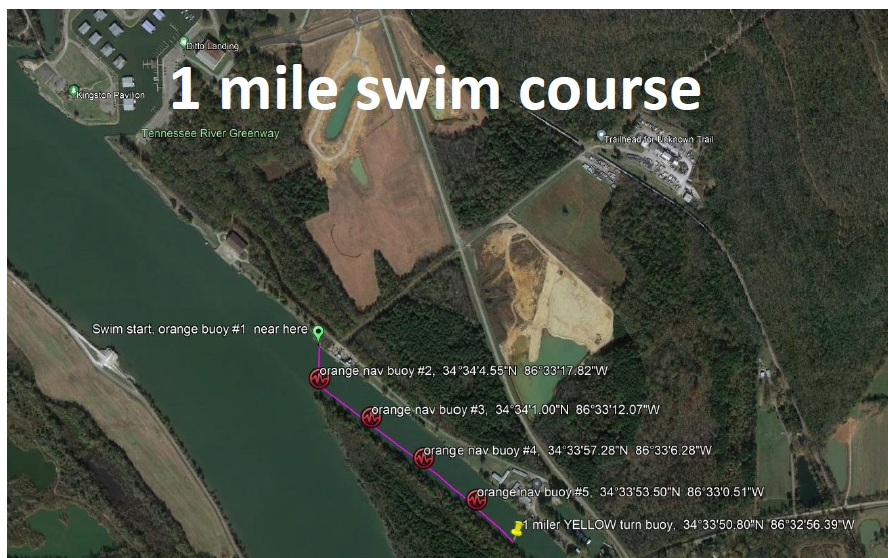 Ditto Landing
1 mile swim course
Kingston Pavilion
Tennessee River Greenway
Trailhead for Unknown Trail
Swim start, orange buoy #1 near here
orange nav buoy #2, 34°34'4.55"N 86°33'17.82"W
orange nav buoy #3, 34°34'1.00"N 86°33'12.07"W
orange nav buoy #4, 34°33'57.28"N 86°33'6.28"W
orange nav buoy #5, 34°33'53.50"N 86°33'0.51"W
1 miler YELLOW turn buoy, 34°33'50.80"N 86°32'56.39"W